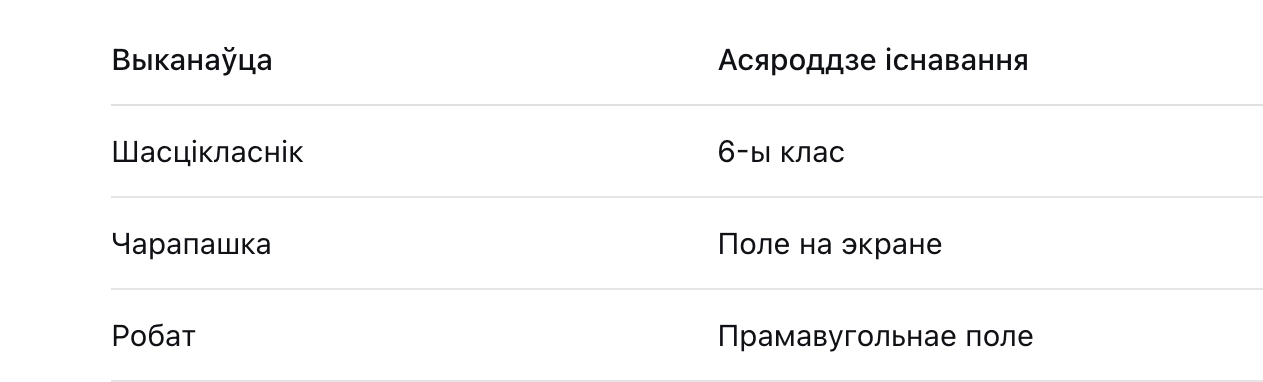 Выканаўца Асяроддзе існавання
Шасцікласнік 6-ы клас
Чарапашка Поле на экране
Робат Прамавугольнае поле